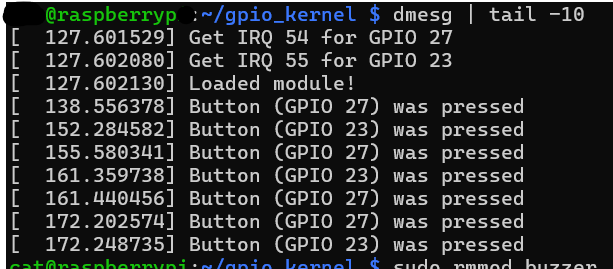 @raspberryp :~/gpio_kernel $ dmesg | tail -10
[  127.601529] Get IRQ 54 for GPIO 27
[  127.602080] Get IRQ 55 for GPIO 23
[  127.602130] Loaded module!
[  138.556378] Button (GPIO 27) was pressed
[  152.284582] Button (GPIO 23) was pressed
[  155.580341] Button (GPIO 27) was pressed
[  161.359738] Button (GPIO 23) was pressed
[  161.440456] Button (GPIO 27) was pressed
[  172.202574] Button (GPIO 27) was pressed
[  172.248735] Button (GPIO 23) was pressed
cat@raspberrypi:~/gpio_kernel $ sudo rmmod buzzer